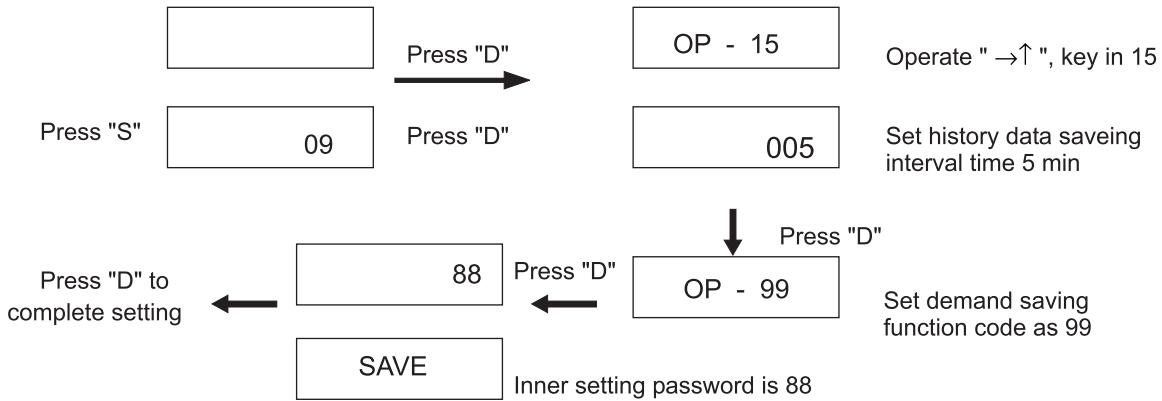 Press "D"
OP - 15
Operate " →↑ ", key in 15
Press "S"
09
Press "D"
005
Set history data saveing
interval time 5 min
Press "D"
Press "D" to
complete setting
88
Press "D"
OP - 99
Set demand saving
function code as 99
SAVE
Inner setting password is 88